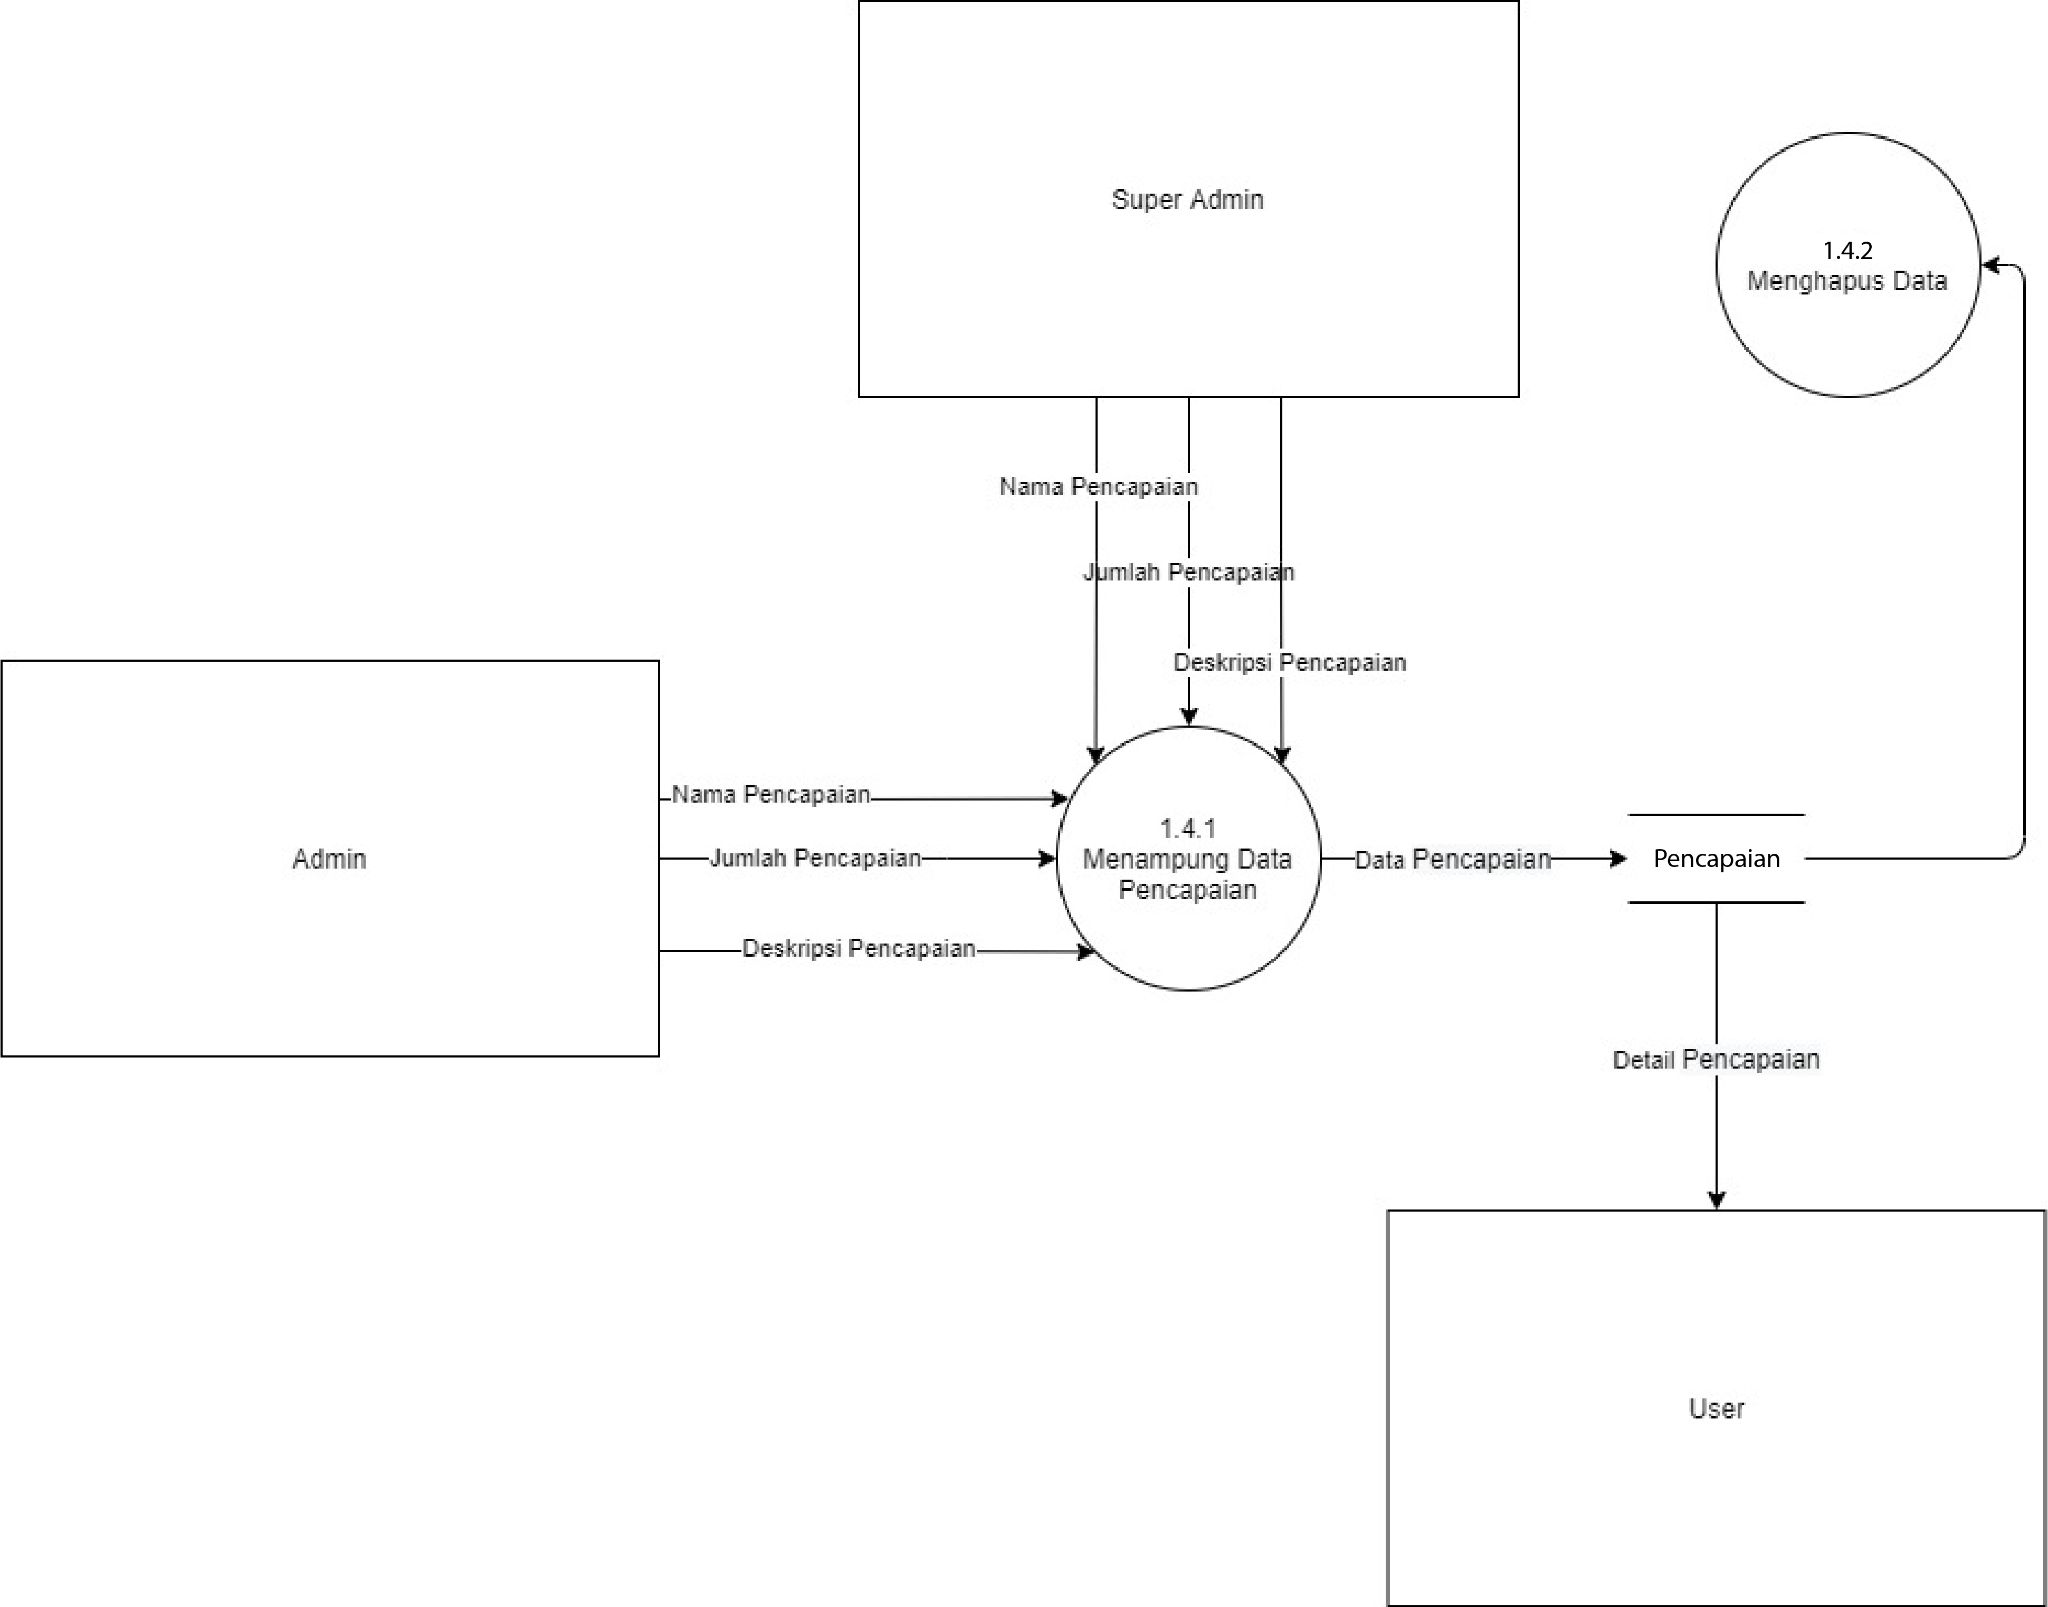 Super Admin
1.4.2
Menghapus Data
Nama Pencapaian
Jumlah Pencapaian
Deskripsi Pencapaian
Admin
Nama Pencapaian
Jumlah Pencapaian
Deskripsi Pencapaian
1.4.1
Menampung Data
Pencapaian
Data Pencapaian
Pencapaian
Detail Pencapaian
User